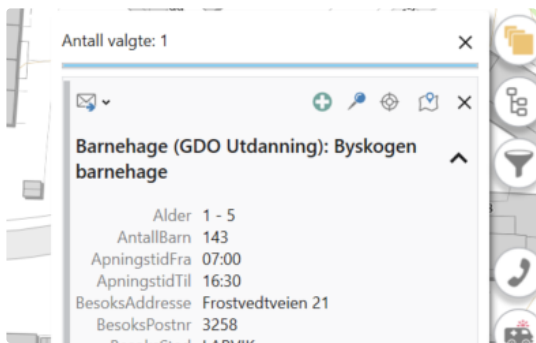 Antall valgte: 1
Barnehage (GDO Utdanning): Byskogen
barnehage
Alder 1 - 5
AntallBarn 143
ApningstidFra 07:00
ApningstidTil 16:30
BesoksAddresse Frostvedtveien 21
BesoksPostnr 3258